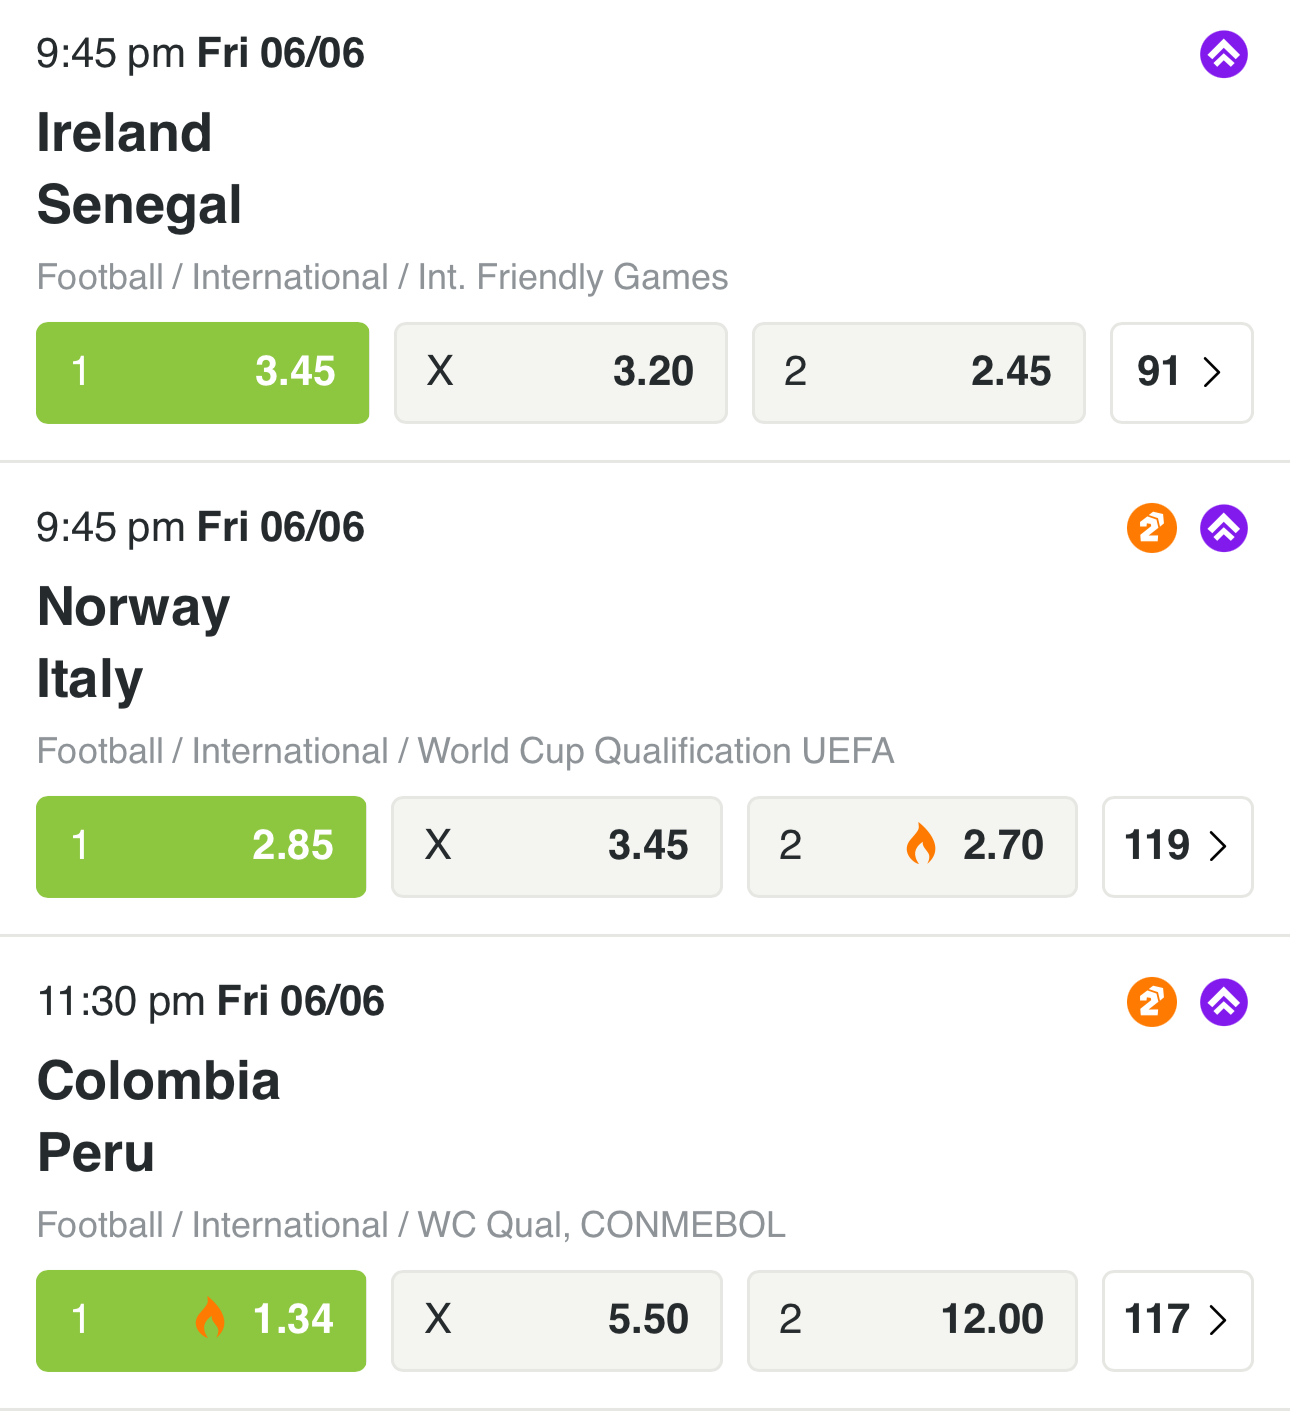 9:45 pm Fri 06/06
Ireland
Senegal
Football / International / Int. Friendly Games
1 3.45 X 3.20 2 2.45 91
9:45 pm Fri 06/06
2
Norway
Italy
Football / International / World Cup Qualification UEFA
1 2.85 X 3.45 2 2.70 119
11:30 pm Fri 06/06
2
Colombia
Peru
Football / International / WC Qual, CONMEBOL
1 1.34 X 5.50 2 12.00 117